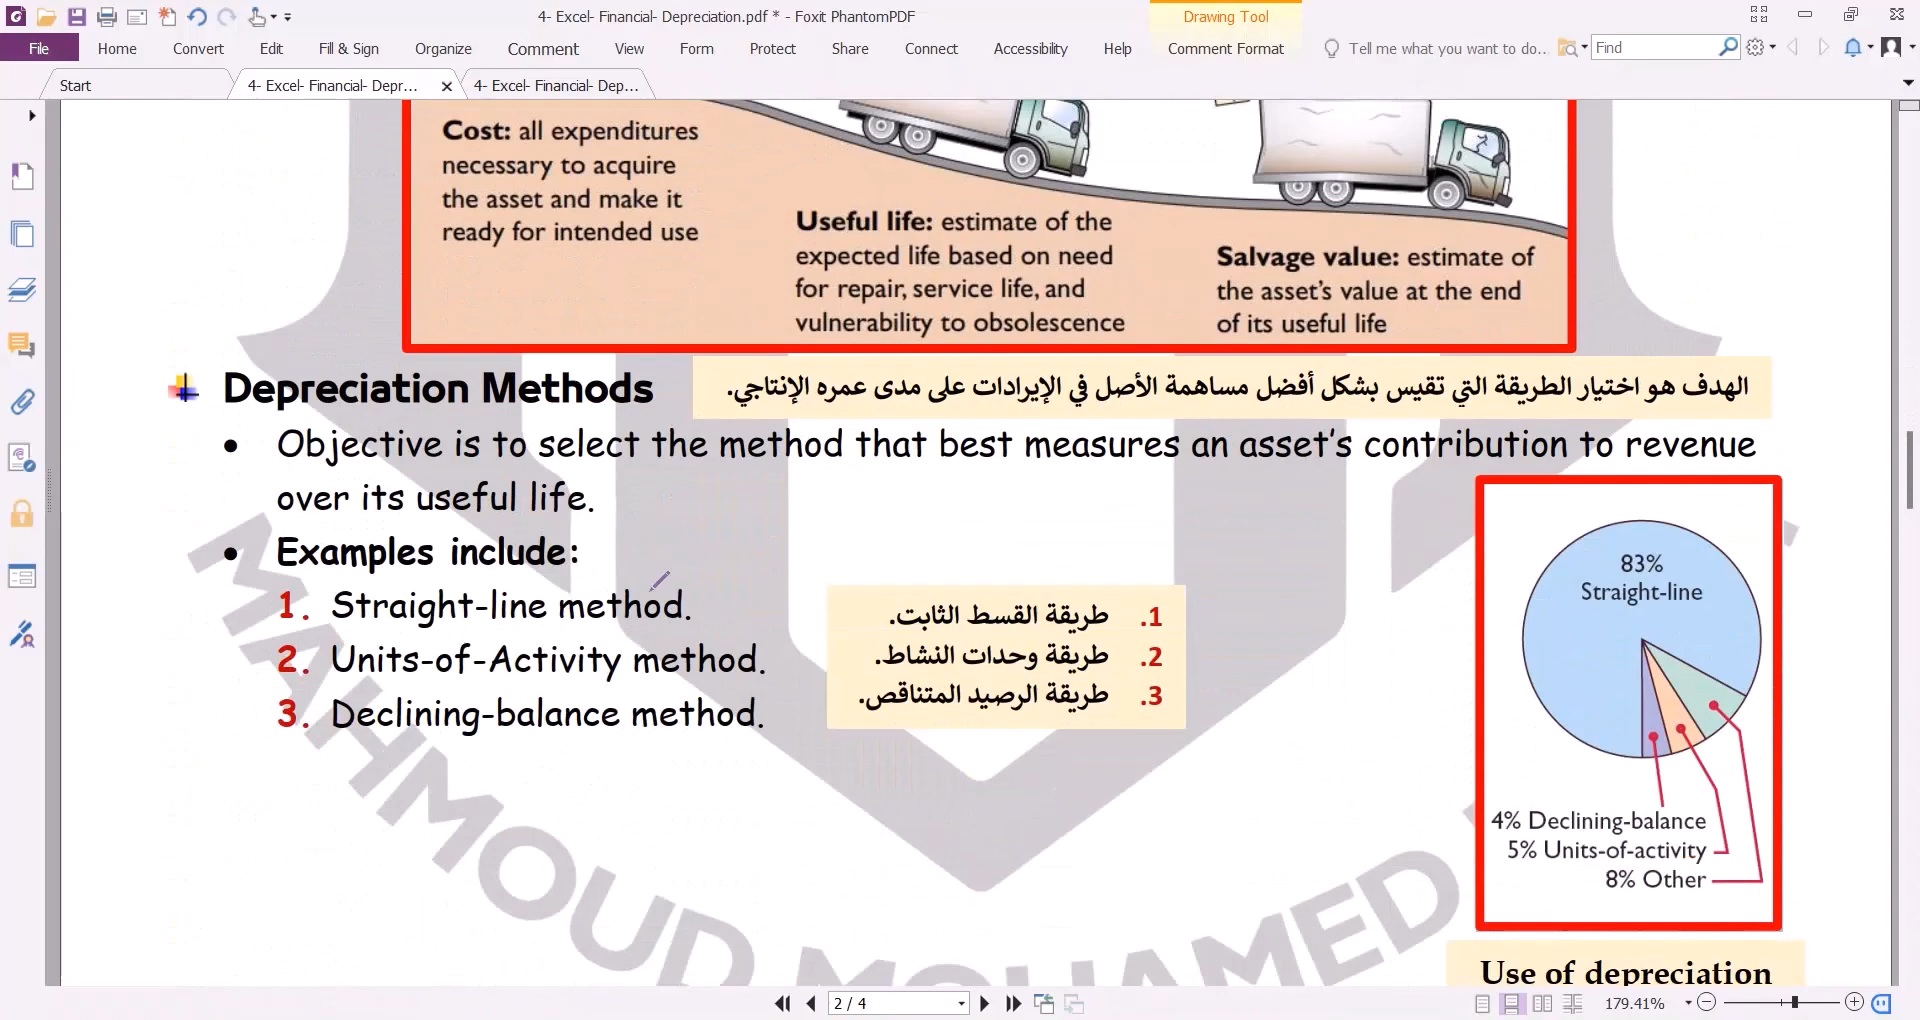 4- Excel- Financial- Depreciation.pdf * - Foxit PhantomPDF
Drawing Tool
File
Home
Convert
Edit
Fill & Sign
Organize
Comment
View
Form
Protect
Share
Connect
Accessibility
Help
Comment Format
Tell me what you want to do...
Find
Start
4- Excel- Financial- Depr...
4- Excel- Financial- Dep...
Cost: all expenditures
necessary to acquire
the asset and make it
ready for intended use
Useful life: estimate of the
expected life based on need
for repair, service life, and
vulnerability to obsolescence
Salvage value: estimate of
the asset's value at the end
of its useful life
Depreciation Methods
الهدف هو اختيار الطريقة التي تقيس بشكل أفضل مساهمة الأصل في الإيرادات على مدى عمره الإنتاجي.
• Objective is to select the method that best measures an asset's contribution to revenue
over its useful life.
• Examples include:
1. Straight-line method.
2. Units-of-Activity method.
3. Declining-balance method.
1. طريقة القسط الثابت.
2. طريقة وحدات النشاط.
3. طريقة الرصيد المتناقص.
83%
Straight-line
4% Declining-balance
5% Units-of-activity
8% Other
Use of depreciation
MAHMOUD MOHAMED
2 / 4
179.41%